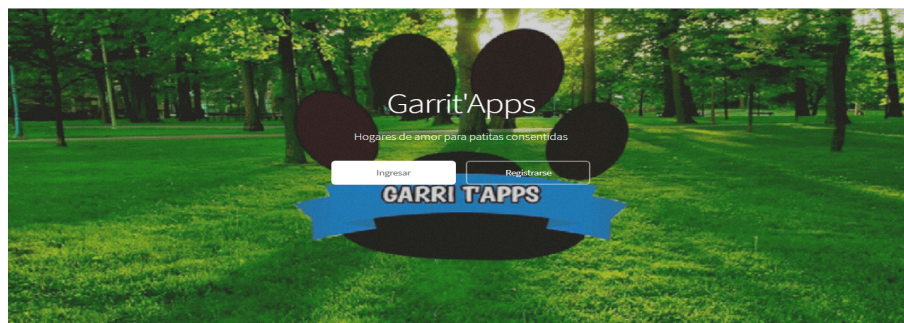 Garrit'Apps
Hogares de amor para patitas consentidas
Ingresar
Registrarse
GARRI T'APPS